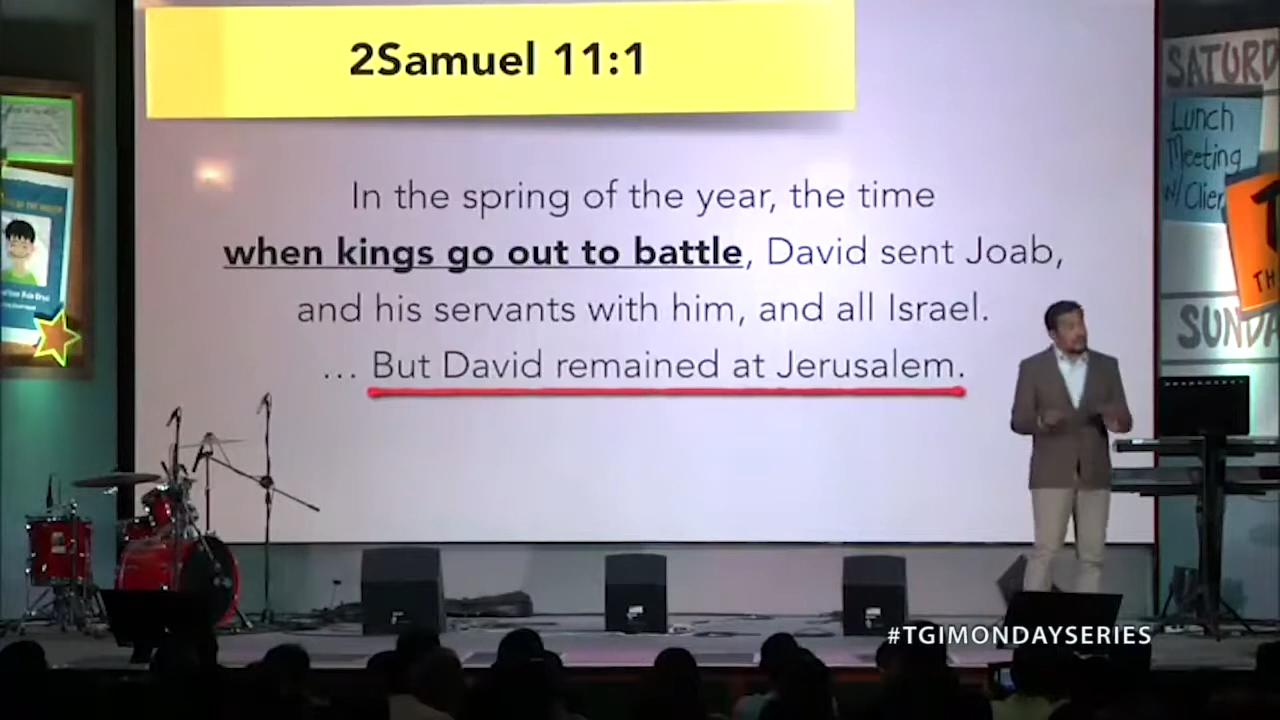 2Samuel 11:1
In the spring of the year, the time
when kings go out to battle, David sent Joab,
and his servants with him, and all Israel.
... But David remained at Jerusalem.
SATURD
Lunch
Meeting
w/ Clien
T
TH
SUNDA
#TGIMONDAYSERIES